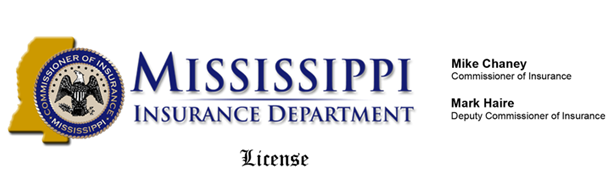 COMMISSIONER OF INSURANCE
MISSISSIPPI
MISSISSIPPI
INSURANCE DEPARTMENT
License
Mike Chaney
Commissioner of Insurance
Mark Haire
Deputy Commissioner of Insurance